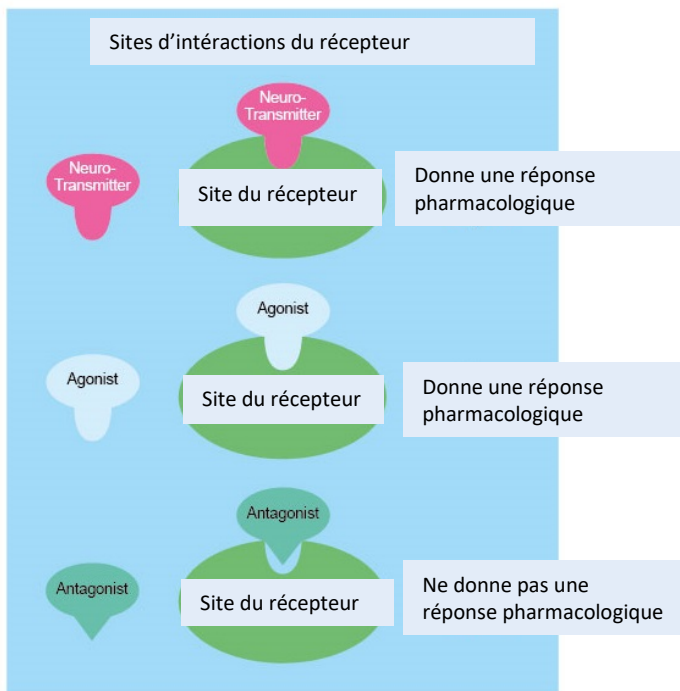 Sites d’intéractions du récepteur
Neuro-
Transmitter
Neuro-
Transmitter
Site du récepteur
Donne une réponse
pharmacologique
Agonist
Agonist
Site du récepteur
Donne une réponse
pharmacologique
Antagonist
Antagonist
Site du récepteur
Ne donne pas une
réponse pharmacologique